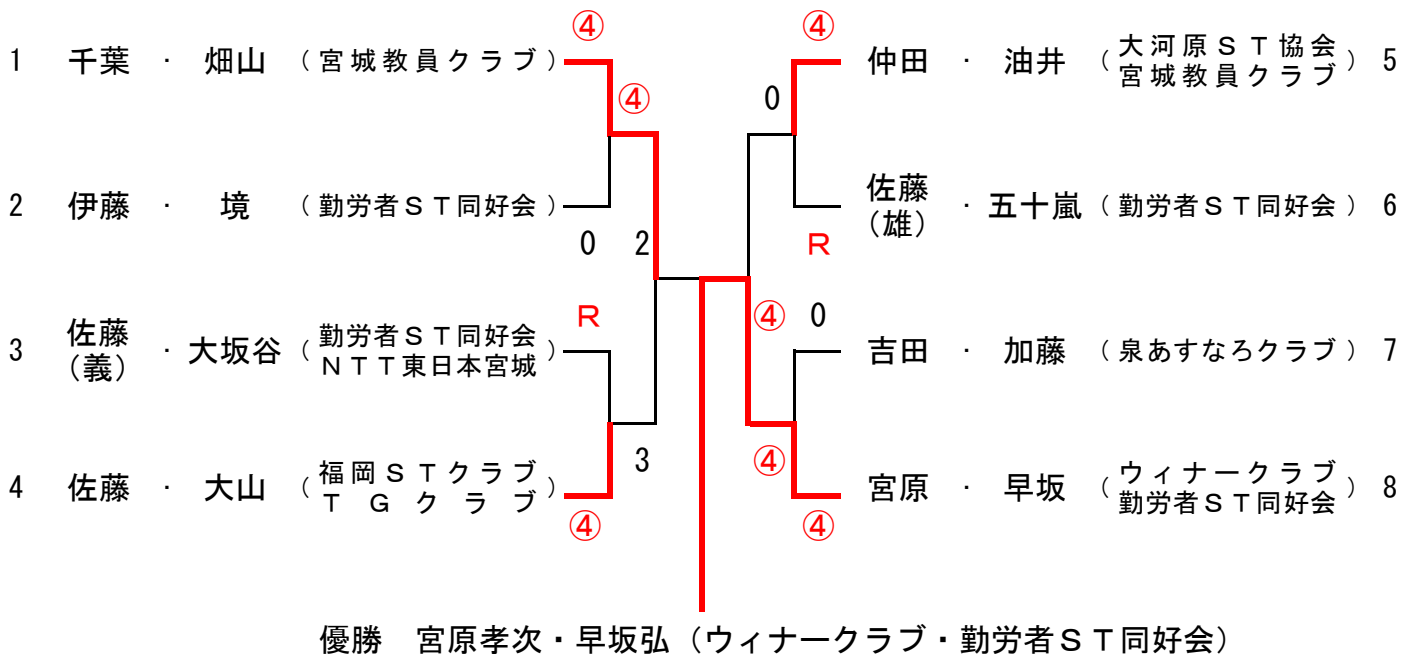 ④ ④
1 千葉 · 畑山 (宮城教員クラブ) 仲田 · 油井 (大河原ST協会 宮城教員クラブ) 5
④ 0
2 伊藤 · 境 (勤労者ST同好会) 佐藤(雄) · 五十嵐 (勤労者ST同好会) 6
0 2 R
R ④ 0
3 佐藤(義) · 大坂谷 (勤労者ST同好会 NTT東日本宮城) 吉田 · 加藤 (泉あすなろクラブ) 7
3 ④
4 佐藤 · 大山 (福岡STクラブ TGクラブ) 宮原 · 早坂 (ウィナークラブ 勤労者ST同好会) 8
④ ④
優勝 宮原孝次・早坂弘(ウィナークラブ・勤労者ST同好会)